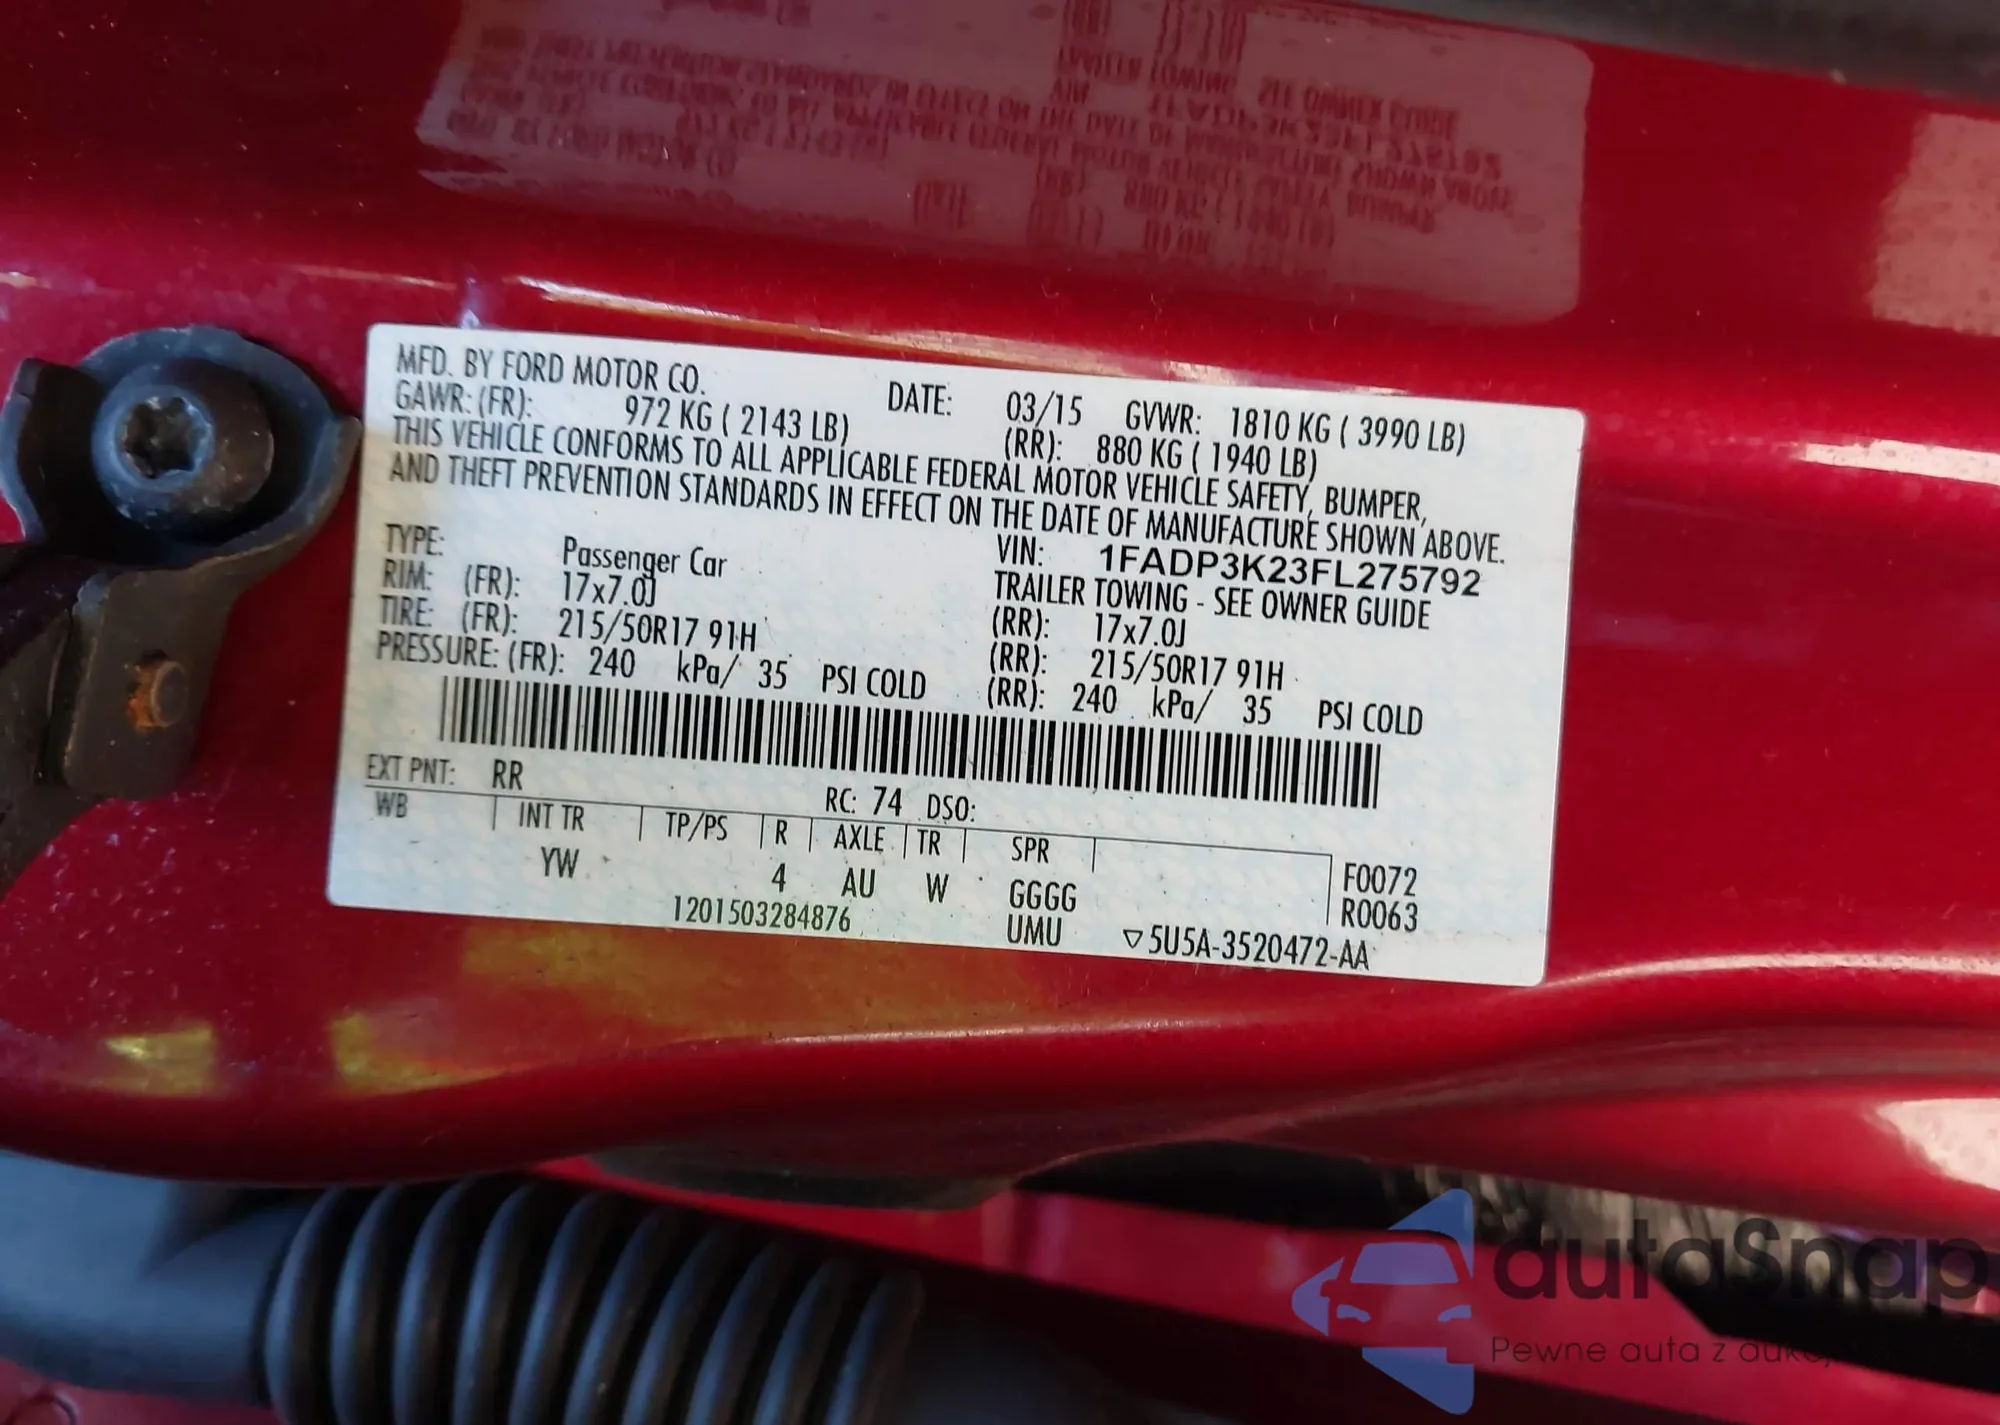 MFD. BY FORD MOTOR CO. DATE: 03/15 GVWR: 1810 KG ( 3990 LB)
GAWR: (FR): 972 KG ( 2143 LB) (RR): 880 KG ( 1940 LB)
THIS VEHICLE CONFORMS TO ALL APPLICABLE FEDERAL MOTOR VEHICLE SAFETY, BUMPER,
AND THEFT PREVENTION STANDARDS IN EFFECT ON THE DATE OF MANUFACTURE SHOWN ABOVE.
VIN: 1FADP3K23FL275792
TYPE: Passenger Car TRAILER TOWING - SEE OWNER GUIDE
RIM: (FR): 17x7.0J (RR): 17x7.0J
TIRE: (FR): 215/50R17 91H (RR): 215/50R17 91H
PRESSURE: (FR): 240 kPa/ 35 PSI COLD (RR): 240 kPa/ 35 PSI COLD
EXT PNT: RR RC: 74 DSO:
WB INT TR TP/PS R AXLE TR SPR F0072
YW 4 AU W GGGG R0063
1201503284876 UMU ▽5U5A-3520472-AA
autoSnap
Pewne auta z